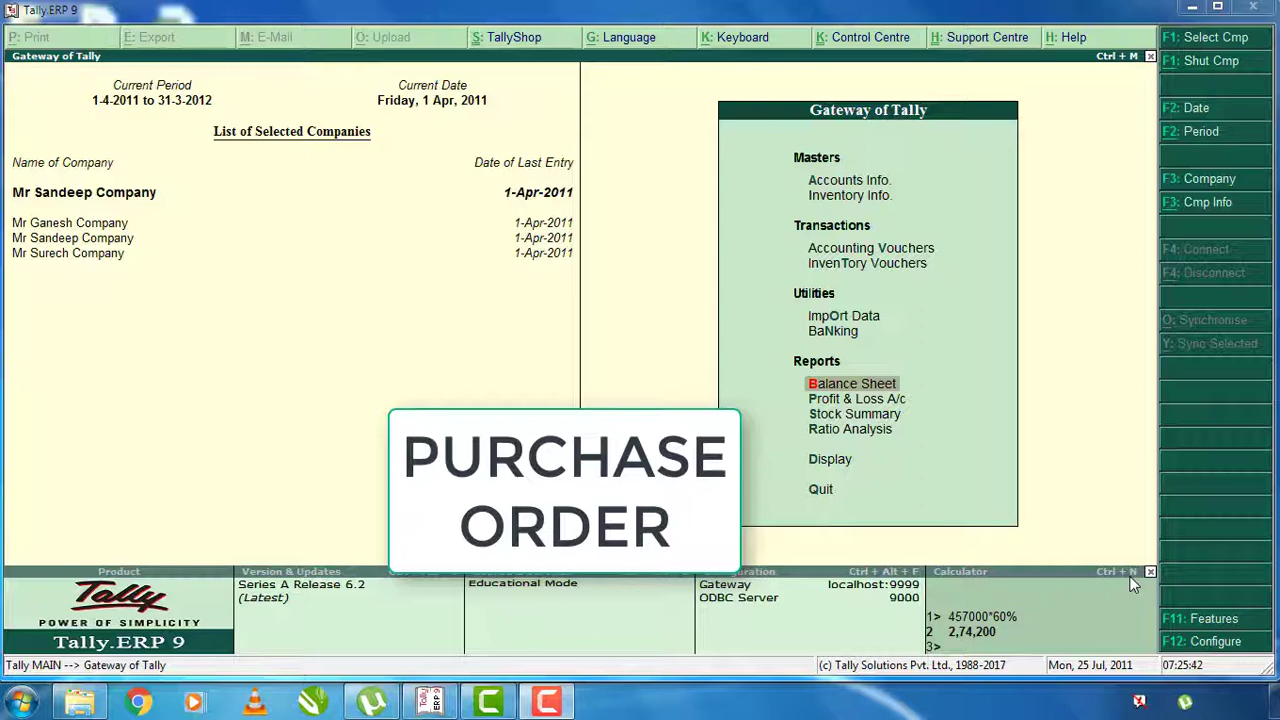 Tally.ERP 9
P: Print
E: Export
M: E-Mail
O: Upload
S: TallyShop
G: Language
K: Keyboard
K: Control Centre
H: Support Centre
H: Help
Gateway of Tally
Ctrl + M
Current Period
1-4-2011 to 31-3-2012
Current Date
Friday, 1 Apr, 2011
List of Selected Companies
Name of Company
Date of Last Entry
Mr Sandeep Company
1-Apr-2011
Mr Ganesh Company
1-Apr-2011
Mr Sandeep Company
1-Apr-2011
Mr Surech Company
1-Apr-2011
Gateway of Tally
Masters
Accounts Info.
Inventory Info.
Transactions
Accounting Vouchers
InvenTory Vouchers
Utilities
ImpOrt Data
BaNking
Reports
Balance Sheet
Profit & Loss A/c
Stock Summary
Ratio Analysis
Display
Quit
F1: Select Cmp
F1: Shut Cmp
F2: Date
F2: Period
F3: Company
F3: Cmp Info
F4: Connect
F4: Disconnect
O: Synchronise
Y: Sync Selected
F11: Features
F12: Configure
PURCHASE
ORDER
Product
Tally
POWER OF SIMPLICITY
Tally.ERP 9
Version & Updates
Series A Release 6.2
(Latest)
Educational Mode
Ctrl + Alt + F
Gateway
localhost:9999
ODBC Server
9000
Calculator
Ctrl + N
1> 457000*60%
2 2,74,200
3>
Tally MAIN --> Gateway of Tally
(c) Tally Solutions Pvt. Ltd., 1988-2017
Mon, 25 Jul, 2011
07:25:42